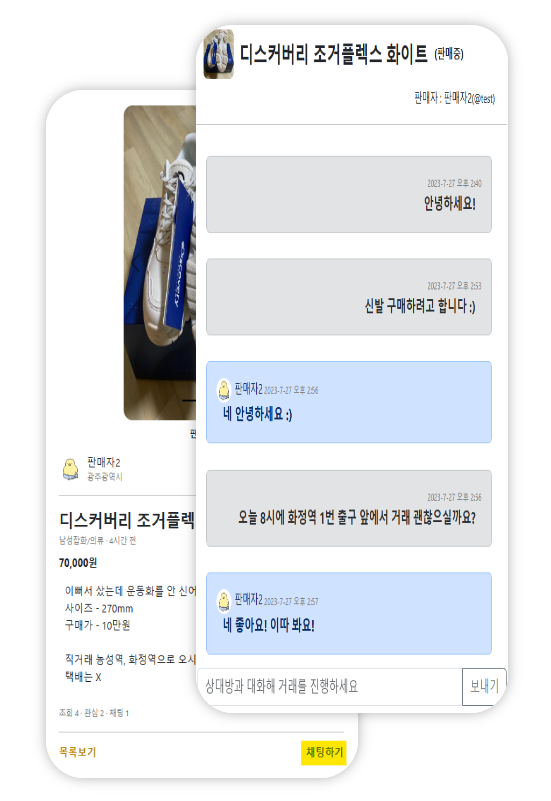 디스커버리 조거플렉스 화이트 (판매중)
판매자 : 판매자2(@test)
2023-7-27 오후 2:40
안녕하세요!
2023-7-27 오후 2:53
신발 구매하려고 합니다 :)
판매자2 2023-7-27 오후 2:56
네 안녕하세요 :)
2023-7-27 오후 2:56
오늘 8시에 화정역 1번 출구 앞에서 거래 괜찮으실까요?
판매자2 2023-7-27 오후 2:57
네 좋아요! 이따 봐요!
상대방과 대화해 거래를 진행하세요
보내기
Discovery
판매자2
광주광역시
디스커버리 조거플렉
남성잡화/의류 · 4시간 전
70,000원
이뻐서 샀는데 운동화를 안 신어
사이즈 - 270mm
구매가 - 10만원
직거래 농성역, 화정역으로 오시
택배는 X
조회 4 · 관심 2 · 채팅 1
목록보기
채팅하기